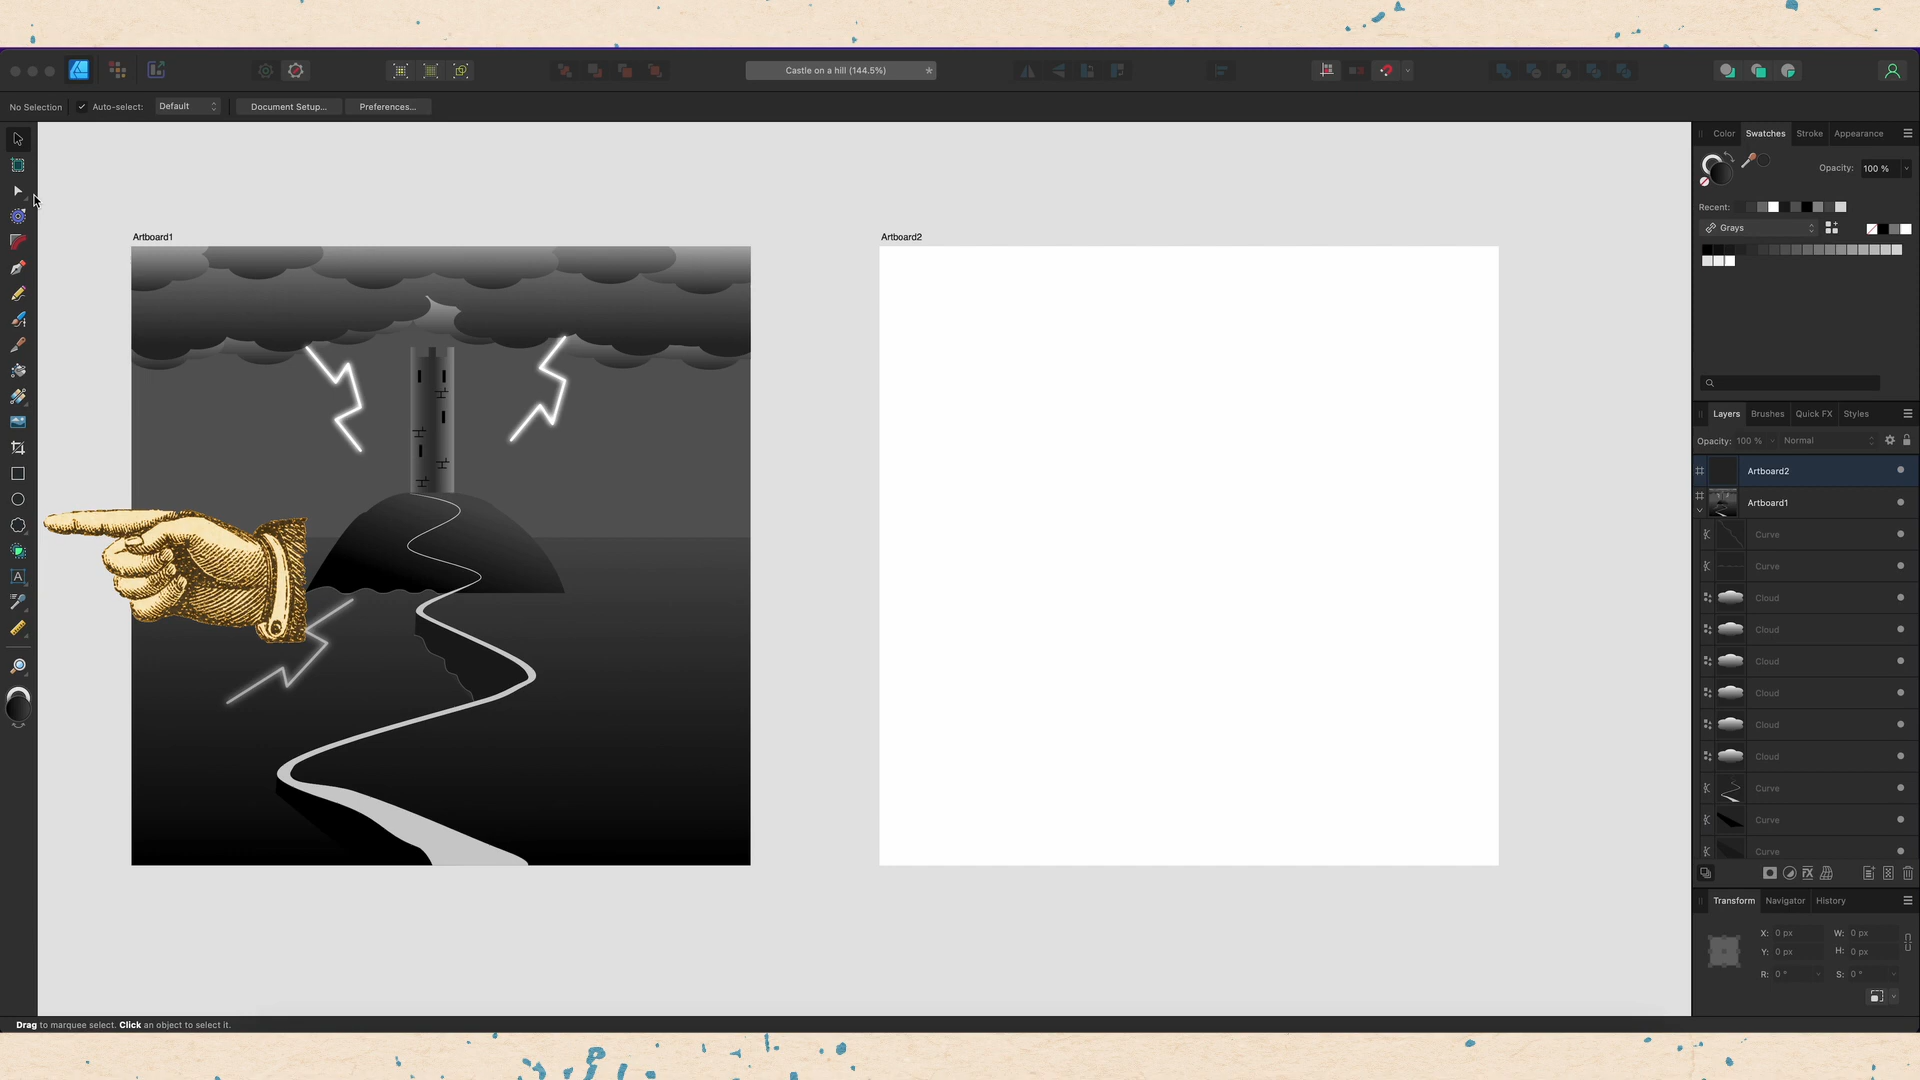 Castle on a hill (144.5%)
No Selection Auto-select: Default Document Setup... Preferences...
Color Swatches Stroke Appearance
Opacity: 100 %
Recent:
Grays
Artboard1
Artboard2
Layers Brushes Quick FX Styles
Opacity: 100 % Normal
Artboard2
Artboard1
Curve
Curve
Cloud
Cloud
Cloud
Cloud
Cloud
Cloud
Curve
Curve
Curve
Transform Navigator History
X: 0 px W: 0 px
Y: 0 px H: 0 px
R: 0 ° S: 0 °
Drag to marquee select. Click an object to select it.